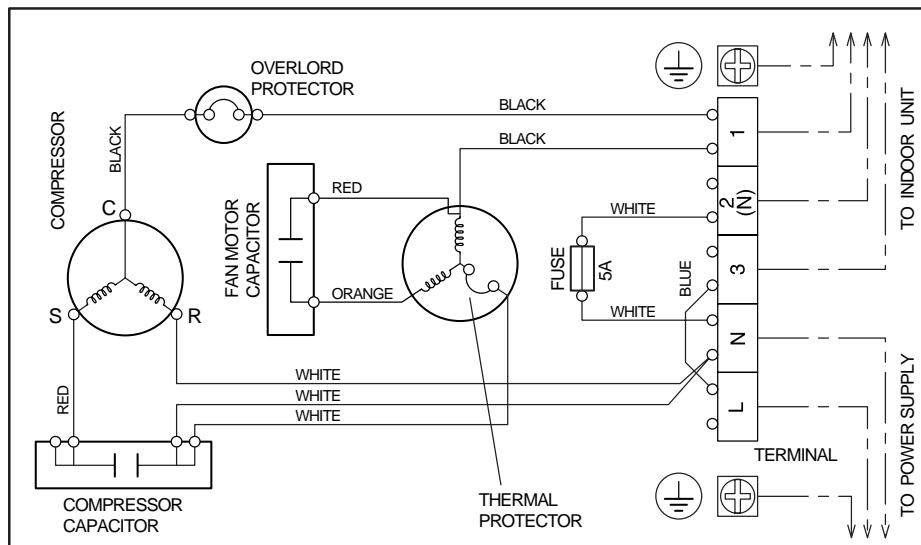 OVERLORD
PROTECTOR
BLACK
BLACK
COMPRESSOR
BLACK
C
S
R
RED
FAN MOTOR
CAPACITOR
RED
ORANGE
WHITE
FUSE
5A
WHITE
BLUE
1
2
(N)
3
N
L
TO INDOOR UNIT
WHITE
WHITE
WHITE
TERMINAL
TO POWER SUPPLY
COMPRESSOR
CAPACITOR
THERMAL
PROTECTOR